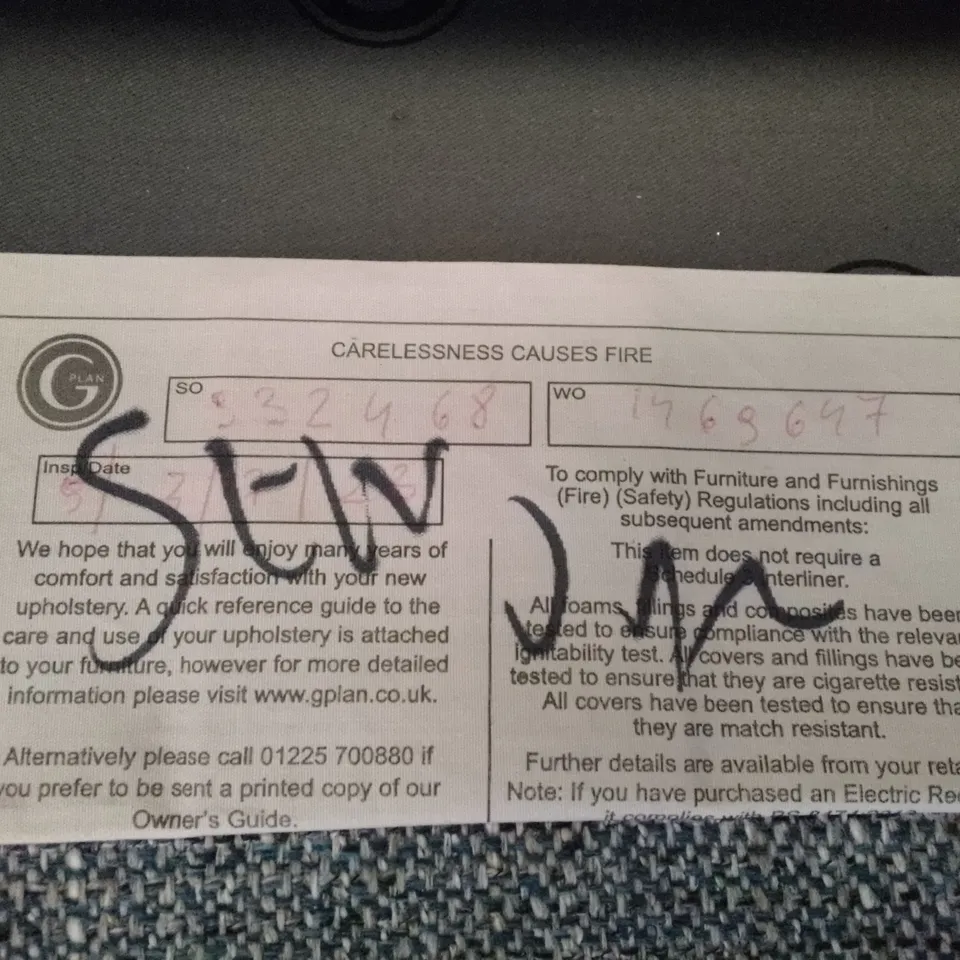 G PLAN
CARELESSNESS CAUSES FIRE
SO 332468
WO 1469647
Insp/Date
We hope that you will enjoy many years of
comfort and satisfaction with your new
upholstery. A quick reference guide to the
care and use of your upholstery is attached
to your furniture, however for more detailed
information please visit www.gplan.co.uk.
Alternatively please call 01225 700880 if
you prefer to be sent a printed copy of our
Owner's Guide.
To comply with Furniture and Furnishings
(Fire) (Safety) Regulations including all
subsequent amendments:
This item does not require a
Schedule 3 Interliner.
All foams, fillings and composites have been
tested to ensure compliance with the releva
ignitability test. All covers and fillings have be
tested to ensure that they are cigarette resist
All covers have been tested to ensure tha
they are match resistant.
Further details are available from your reta
Note: If you have purchased an Electric Re
it complies with BS